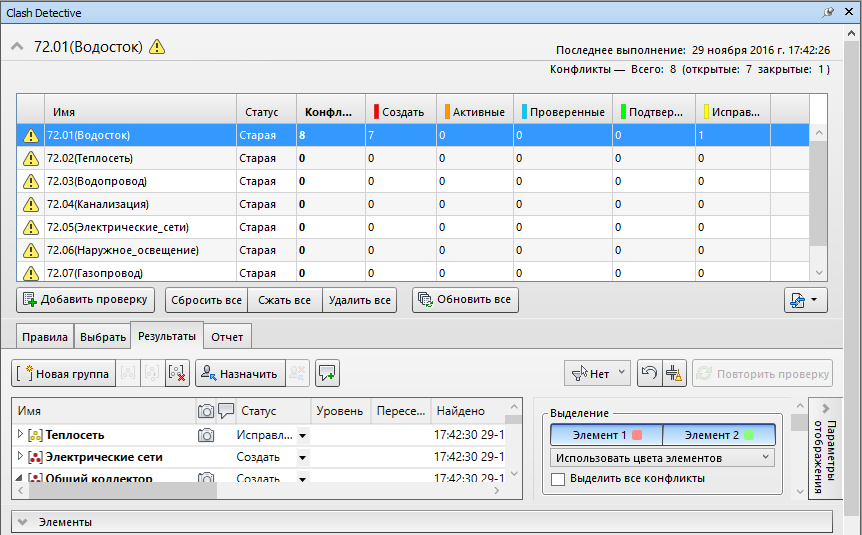 Clash Detective
72.01(Водосток)
Последнее выполнение: 29 ноября 2016 г. 17:42:26
Конфликты — Всего: 8 (открытые: 7 закрытые: 1 )
Имя Статус Конфл... Создать Активные Проверенные Подтвер... Исправ...
72.01(Водосток) Старая 8 7 0 0 0 1
72.02(Теплосеть) Старая 0 0 0 0 0 0
72.03(Водопровод) Старая 0 0 0 0 0 0
72.04(Канализация) Старая 0 0 0 0 0 0
72.05(Электрические_сети) Старая 0 0 0 0 0 0
72.06(Наружное_освещение) Старая 0 0 0 0 0 0
72.07(Газопровод) Старая 0 0 0 0 0 0
Добавить проверку Сбросить все Сжать все Удалить все Обновить все
Правила Выбрать Результаты Отчет
Новая группа Назначить Нет Повторить проверку
Имя Статус Уровень Пересе... Найдено
Теплосеть Исправл... 17:42:30 29-1
Электрические сети Создать 17:42:30 29-1
Общий коллектор Создать 17:42:30 29-1
Выделение
Элемент 1 Элемент 2
Использовать цвета элементов
Выделить все конфликты
Параметры
отображения
Элементы